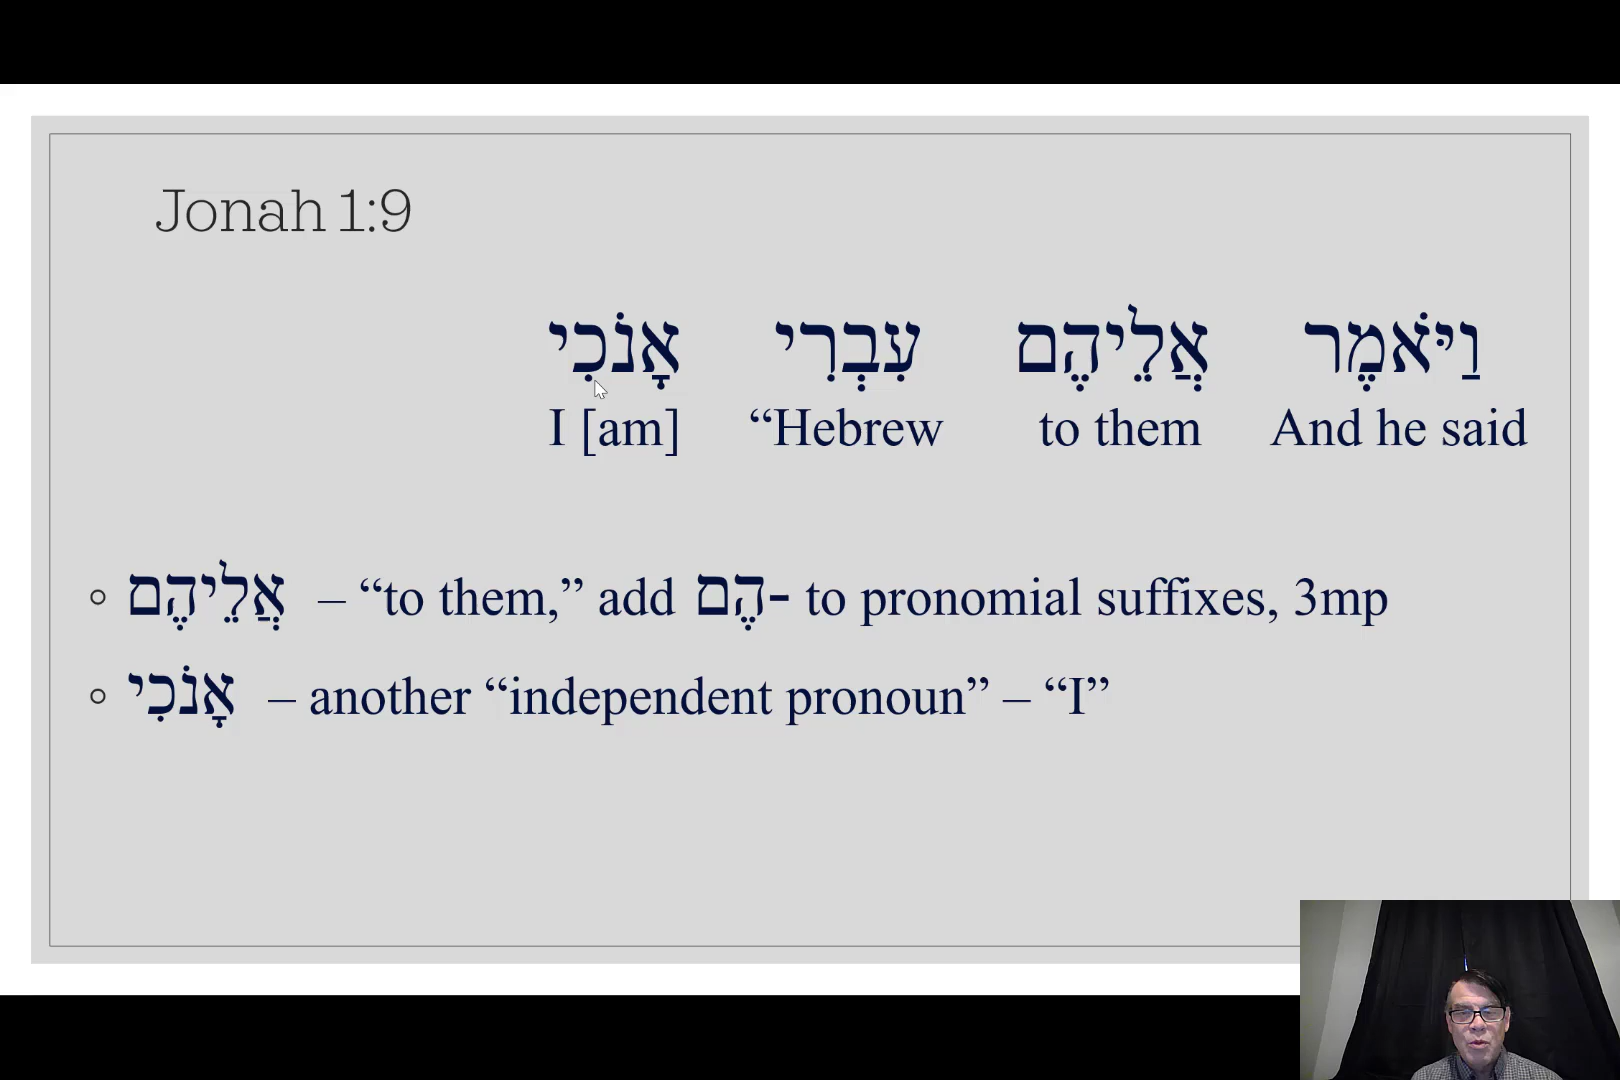 Jonah 1:9
וַיֹּאמֶר אֲלֵיהֶם עִבְרִי אָנֹכִי
And he said to them “Hebrew I [am]
אֲלֵיהֶם – “to them,” add הֶם- to pronomial suffixes, 3mp
אָנֹכִי – another “independent pronoun” – “I”